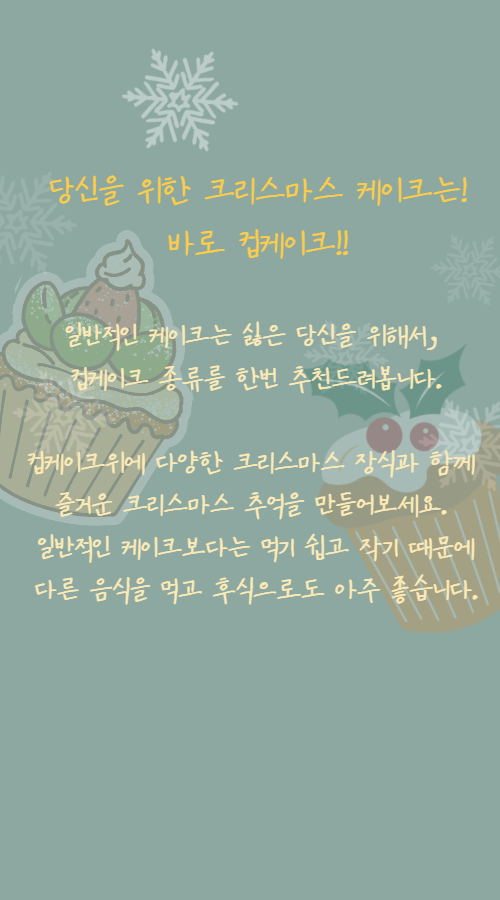 당신을 위한 크리스마스 케이크는!
바로 컵케이크!!
일반적인 케이크는 싫은 당신을 위해서,
컵케이크 종류를 한번 추천드려봅니다.
컵케이크위에 다양한 크리스마스 장식과 함께
즐거운 크리스마스 추억을 만들어보세요.
일반적인 케이크보다는 먹기 쉽고 작기 때문에
다른 음식을 먹고 후식으로도 아주 좋습니다.